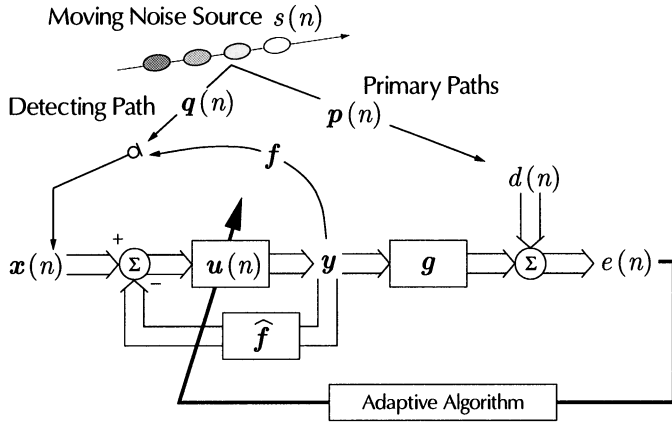 Moving Noise Source s(n)
Detecting Path
q(n)
Primary Paths
p(n)
f
d(n)
x(n)
+
Σ
−
u(n)
y
g
Σ
e(n)
f̂
Adaptive Algorithm